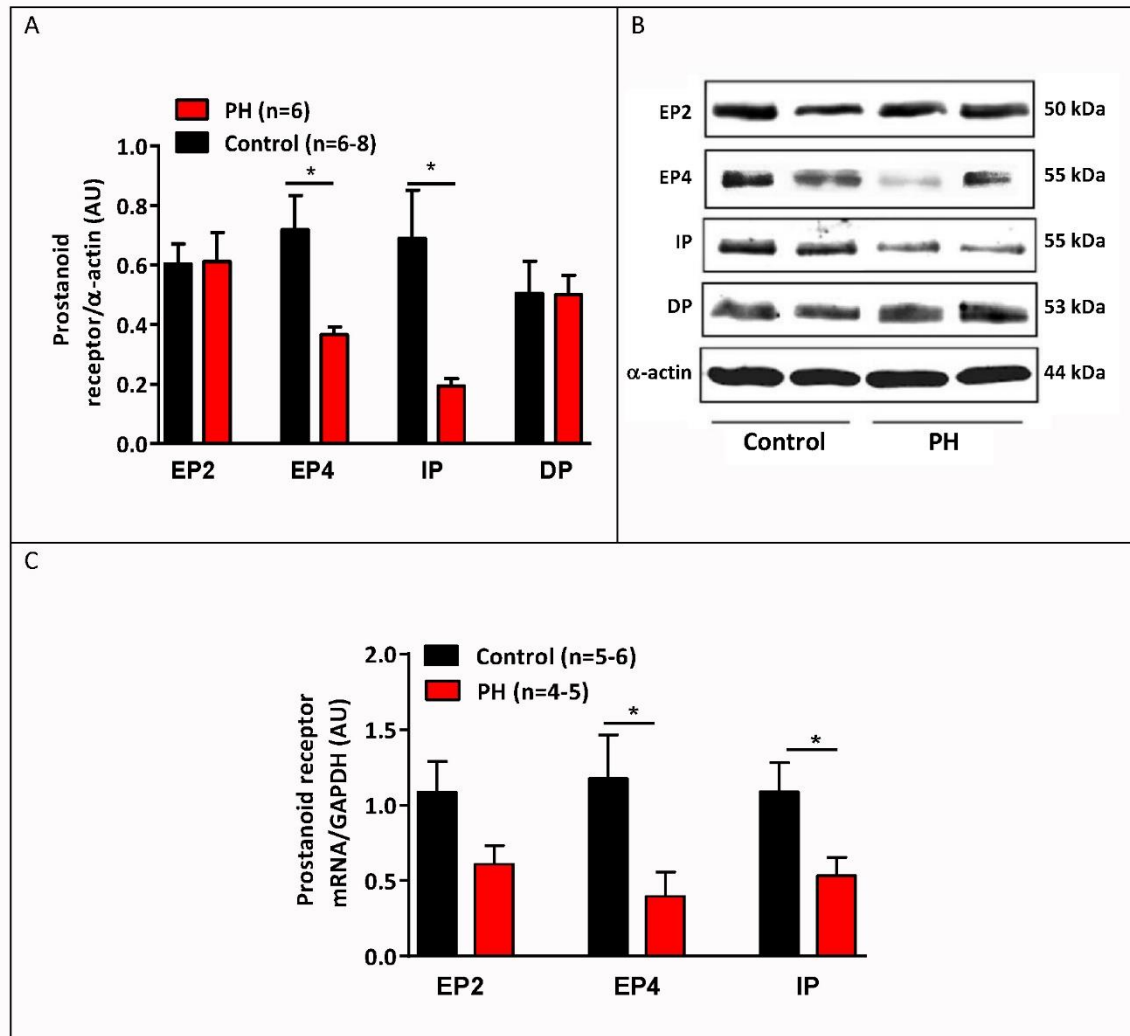 A
PH (n=6)
Control (n=6-8)
Prostanoid
receptor/α-actin (AU)
1.0
0.8
0.6
0.4
0.2
0.0
*
*
EP2 EP4 IP DP
B
EP2 50 kDa
EP4 55 kDa
IP 55 kDa
DP 53 kDa
α-actin 44 kDa
Control PH
C
Control (n=5-6)
PH (n=4-5)
Prostanoid receptor
mRNA/GAPDH (AU)
2.0
1.5
1.0
0.5
0.0
*
*
EP2 EP4 IP